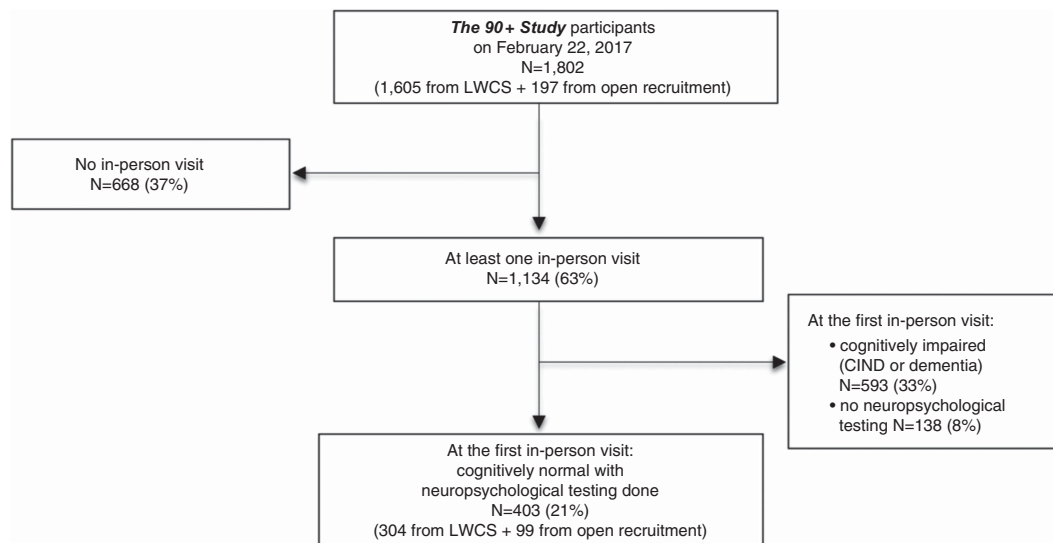 The 90+ Study participants
on February 22, 2017
N=1,802
(1,605 from LWCS + 197 from open recruitment)
No in-person visit
N=668 (37%)
At least one in-person visit
N=1,134 (63%)
At the first in-person visit:
• cognitively impaired
(CIND or dementia)
N=593 (33%)
• no neuropsychological
testing N=138 (8%)
At the first in-person visit:
cognitively normal with
neuropsychological testing done
N=403 (21%)
(304 from LWCS + 99 from open recruitment)